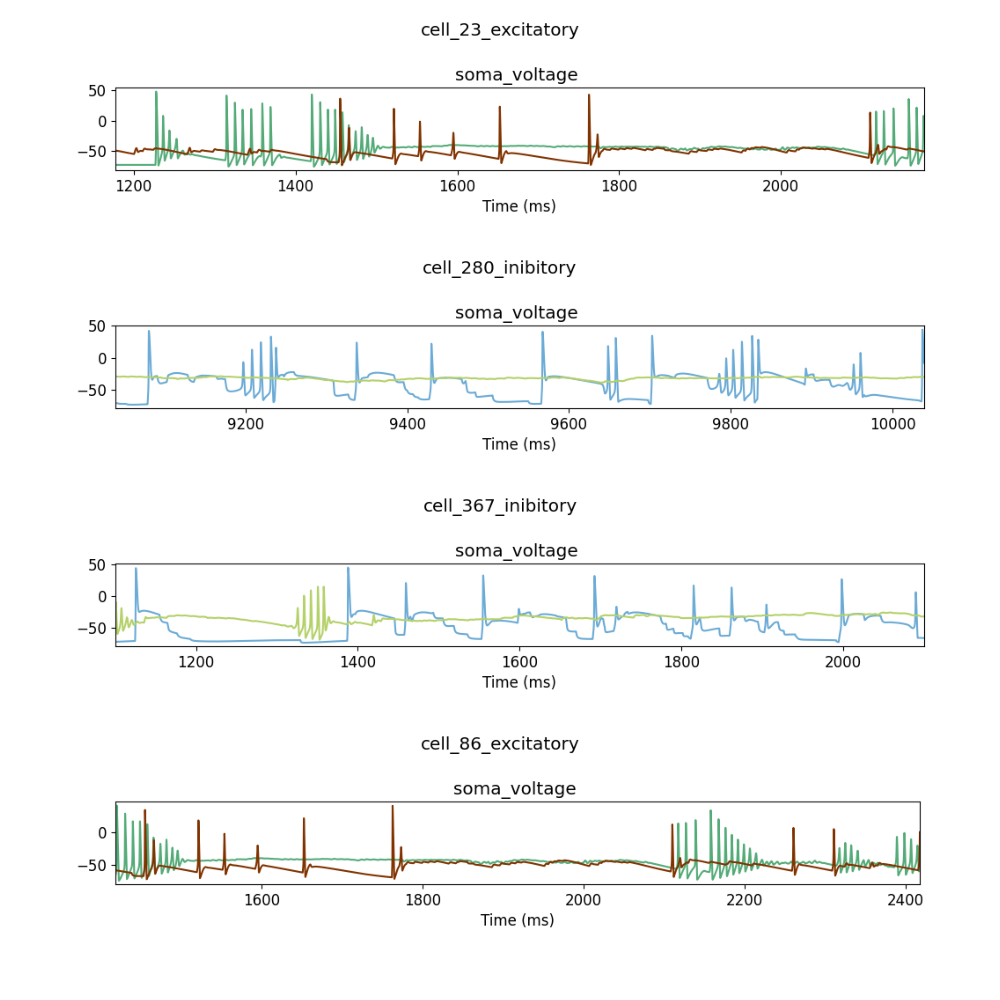 cell_23_excitatory
soma_voltage
50
0
−50
1200 1400 1600 1800 2000
Time (ms)
cell_280_inibitory
soma_voltage
50
0
−50
9200 9400 9600 9800 10000
Time (ms)
cell_367_inibitory
soma_voltage
50
0
−50
1200 1400 1600 1800 2000
Time (ms)
cell_86_excitatory
soma_voltage
0
−50
1600 1800 2000 2200 2400
Time (ms)